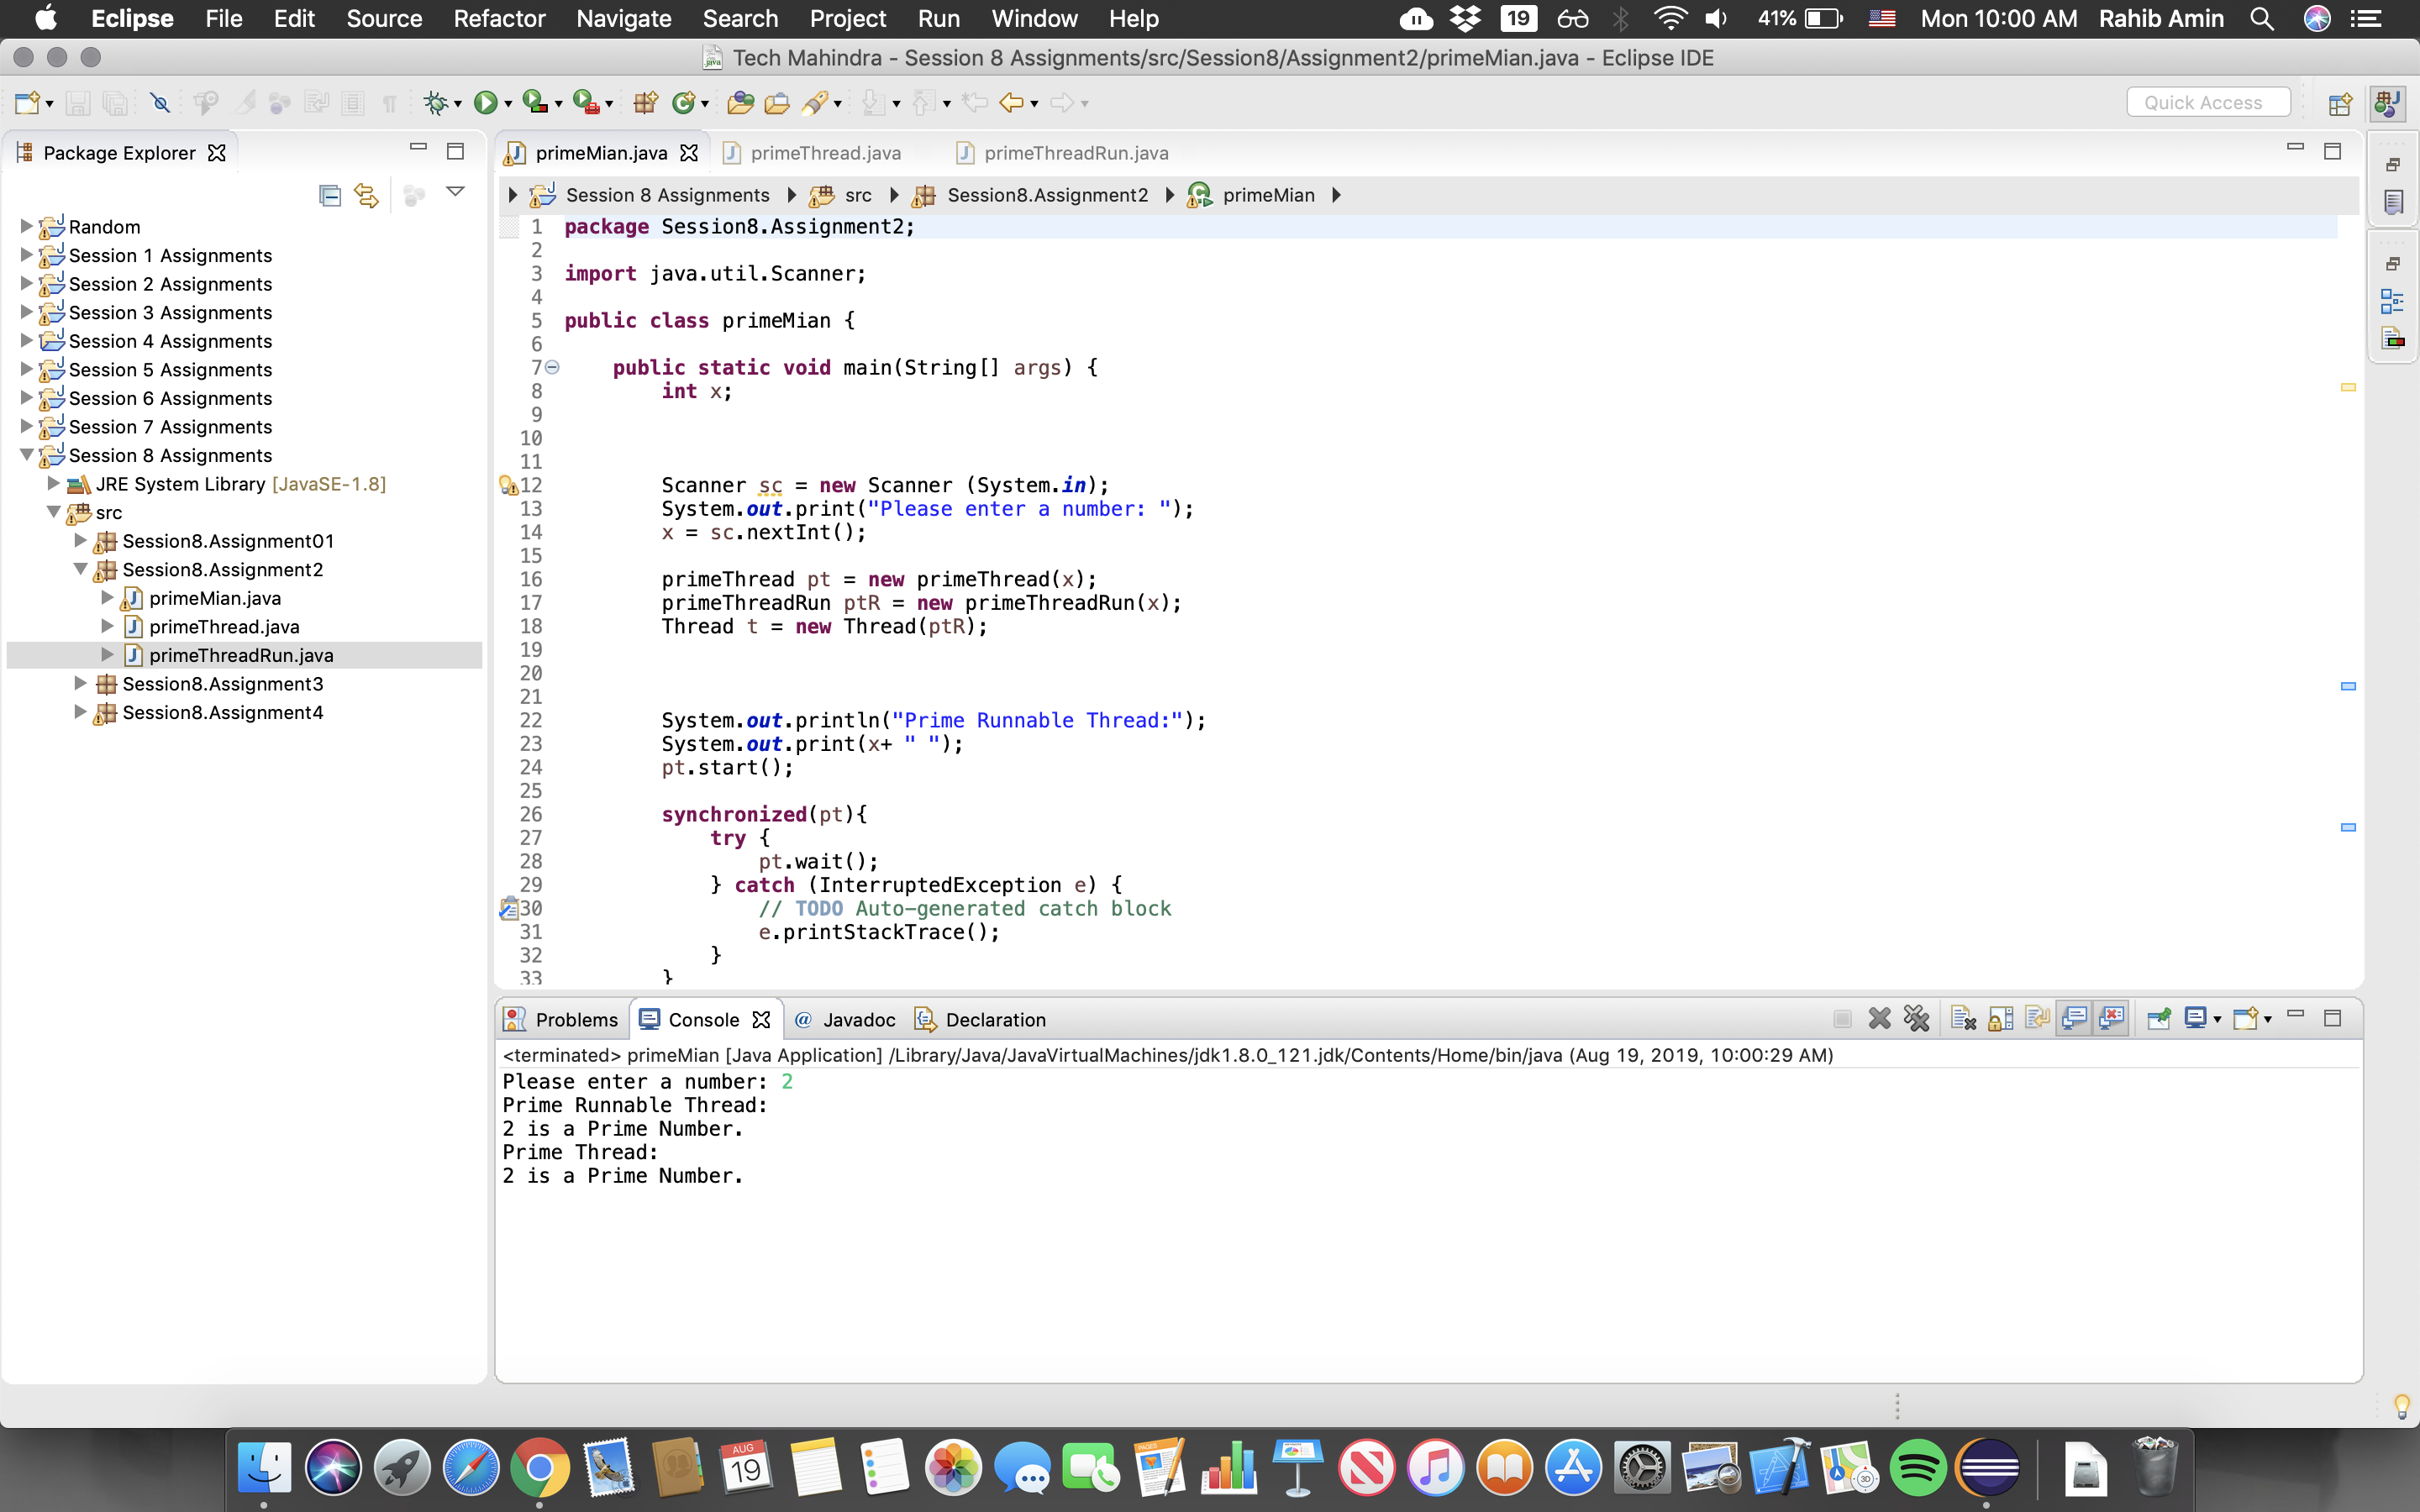 Eclipse File Edit Source Refactor Navigate Search Project Run Window Help 19 41% Mon 10:00 AM Rahib Amin
Tech Mahindra - Session 8 Assignments/src/Session8/Assignment2/primeMian.java - Eclipse IDE
Quick Access
Package Explorer
Random
Session 1 Assignments
Session 2 Assignments
Session 3 Assignments
Session 4 Assignments
Session 5 Assignments
Session 6 Assignments
Session 7 Assignments
Session 8 Assignments
JRE System Library [JavaSE-1.8]
src
Session8.Assignment01
Session8.Assignment2
primeMian.java
primeThread.java
primeThreadRun.java
Session8.Assignment3
Session8.Assignment4
primeMian.java primeThread.java primeThreadRun.java
Session 8 Assignments src Session8.Assignment2 primeMian
1 package Session8.Assignment2;
2
3 import java.util.Scanner;
4
5 public class primeMian {
6
7 public static void main(String[] args) {
8 int x;
9
10
11
12 Scanner sc = new Scanner (System.in);
13 System.out.print("Please enter a number: ");
14 x = sc.nextInt();
15
16 primeThread pt = new primeThread(x);
17 primeThreadRun ptR = new primeThreadRun(x);
18 Thread t = new Thread(ptR);
19
20
21
22 System.out.println("Prime Runnable Thread:");
23 System.out.print(x+ " ");
24 pt.start();
25
26 synchronized(pt){
27 try {
28 pt.wait();
29 } catch (InterruptedException e) {
30 // TODO Auto-generated catch block
31 e.printStackTrace();
32 }
33 }
Problems Console @ Javadoc Declaration
<terminated> primeMian [Java Application] /Library/Java/JavaVirtualMachines/jdk1.8.0_121.jdk/Contents/Home/bin/java (Aug 19, 2019, 10:00:29 AM)
Please enter a number: 2
Prime Runnable Thread:
2 is a Prime Number.
Prime Thread:
2 is a Prime Number.
AUG
19
PAGES
3D